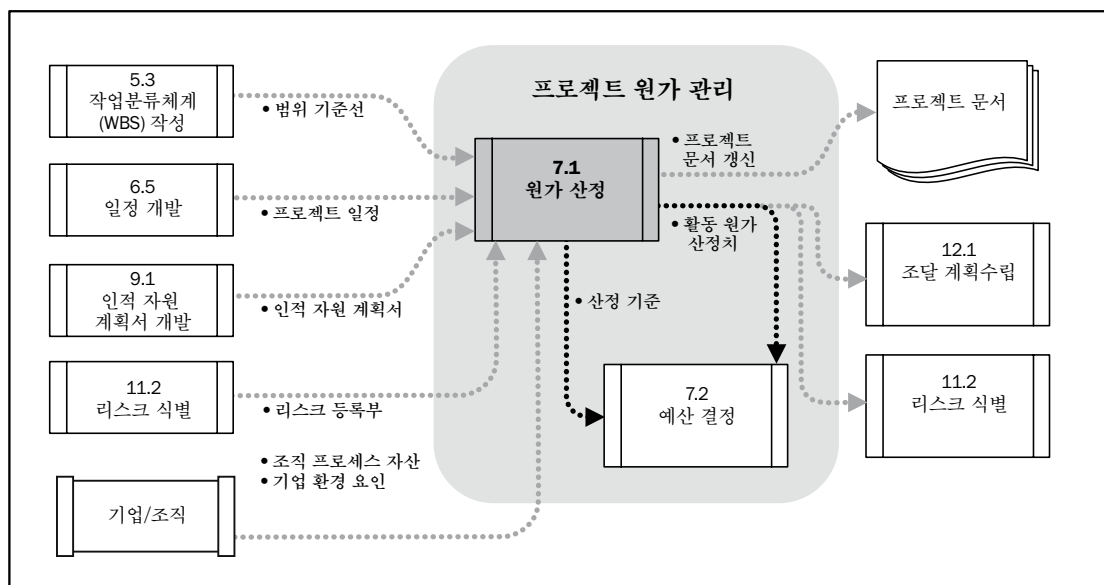 프로젝트 원가 관리
5.3
작업분류체계
(WBS) 작성
• 범위 기준선
6.5
일정 개발
• 프로젝트 일정
9.1
인적 자원
계획서 개발
• 인적 자원 계획서
11.2
리스크 식별
• 리스크 등록부
• 조직 프로세스 자산
• 기업 환경 요인
기업/조직
7.1
원가 산정
• 프로젝트
문서 갱신
• 활동 원가
산정치
• 산정 기준
7.2
예산 결정
프로젝트 문서
12.1
조달 계획수립
11.2
리스크 식별